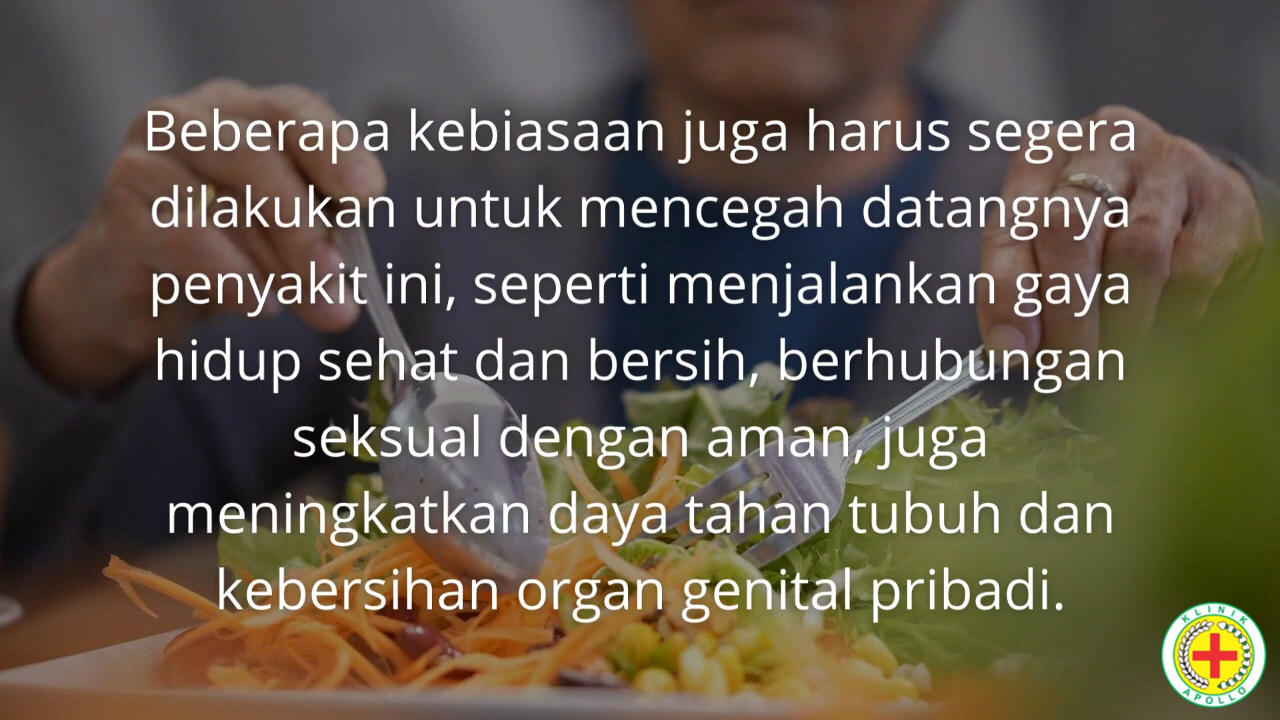 Beberapa kebiasaan juga harus segera
dilakukan untuk mencegah datangnya
penyakit ini, seperti menjalankan gaya
hidup sehat dan bersih, berhubungan
seksual dengan aman, juga
meningkatkan daya tahan tubuh dan
kebersihan organ genital pribadi.
KLINIK
APOLLO